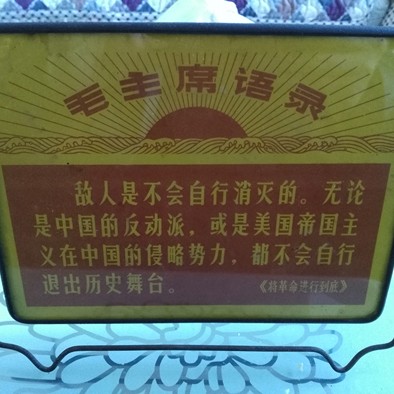 毛主席语录
敌人是不会自行消灭的。无论
是中国的反动派，或是美国帝国主
义在中国的侵略势力，都不会自行
退出历史舞台。
《将革命进行到底》